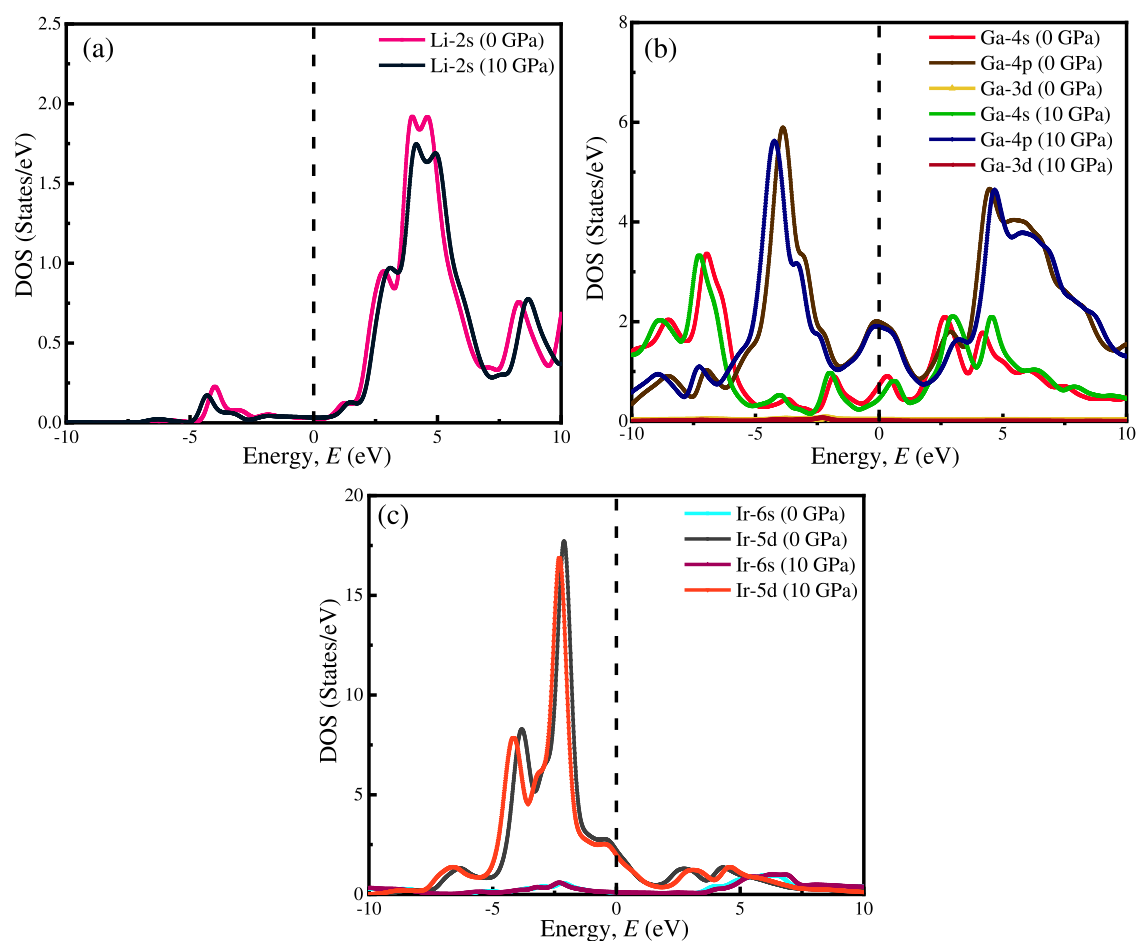 (a)
Li-2s (0 GPa)
Li-2s (10 GPa)
2.5
2.0
1.5
1.0
0.5
0.0
DOS (States/eV)
-10
-5
0
5
10
Energy, E (eV)
(b)
Ga-4s (0 GPa)
Ga-4p (0 GPa)
Ga-3d (0 GPa)
Ga-4s (10 GPa)
Ga-4p (10 GPa)
Ga-3d (10 GPa)
8
6
4
2
0
DOS (States/eV)
-10
-5
0
5
10
Energy, E (eV)
(c)
Ir-6s (0 GPa)
Ir-5d (0 GPa)
Ir-6s (10 GPa)
Ir-5d (10 GPa)
20
15
10
5
0
DOS (States/eV)
-10
-5
0
5
10
Energy, E (eV)